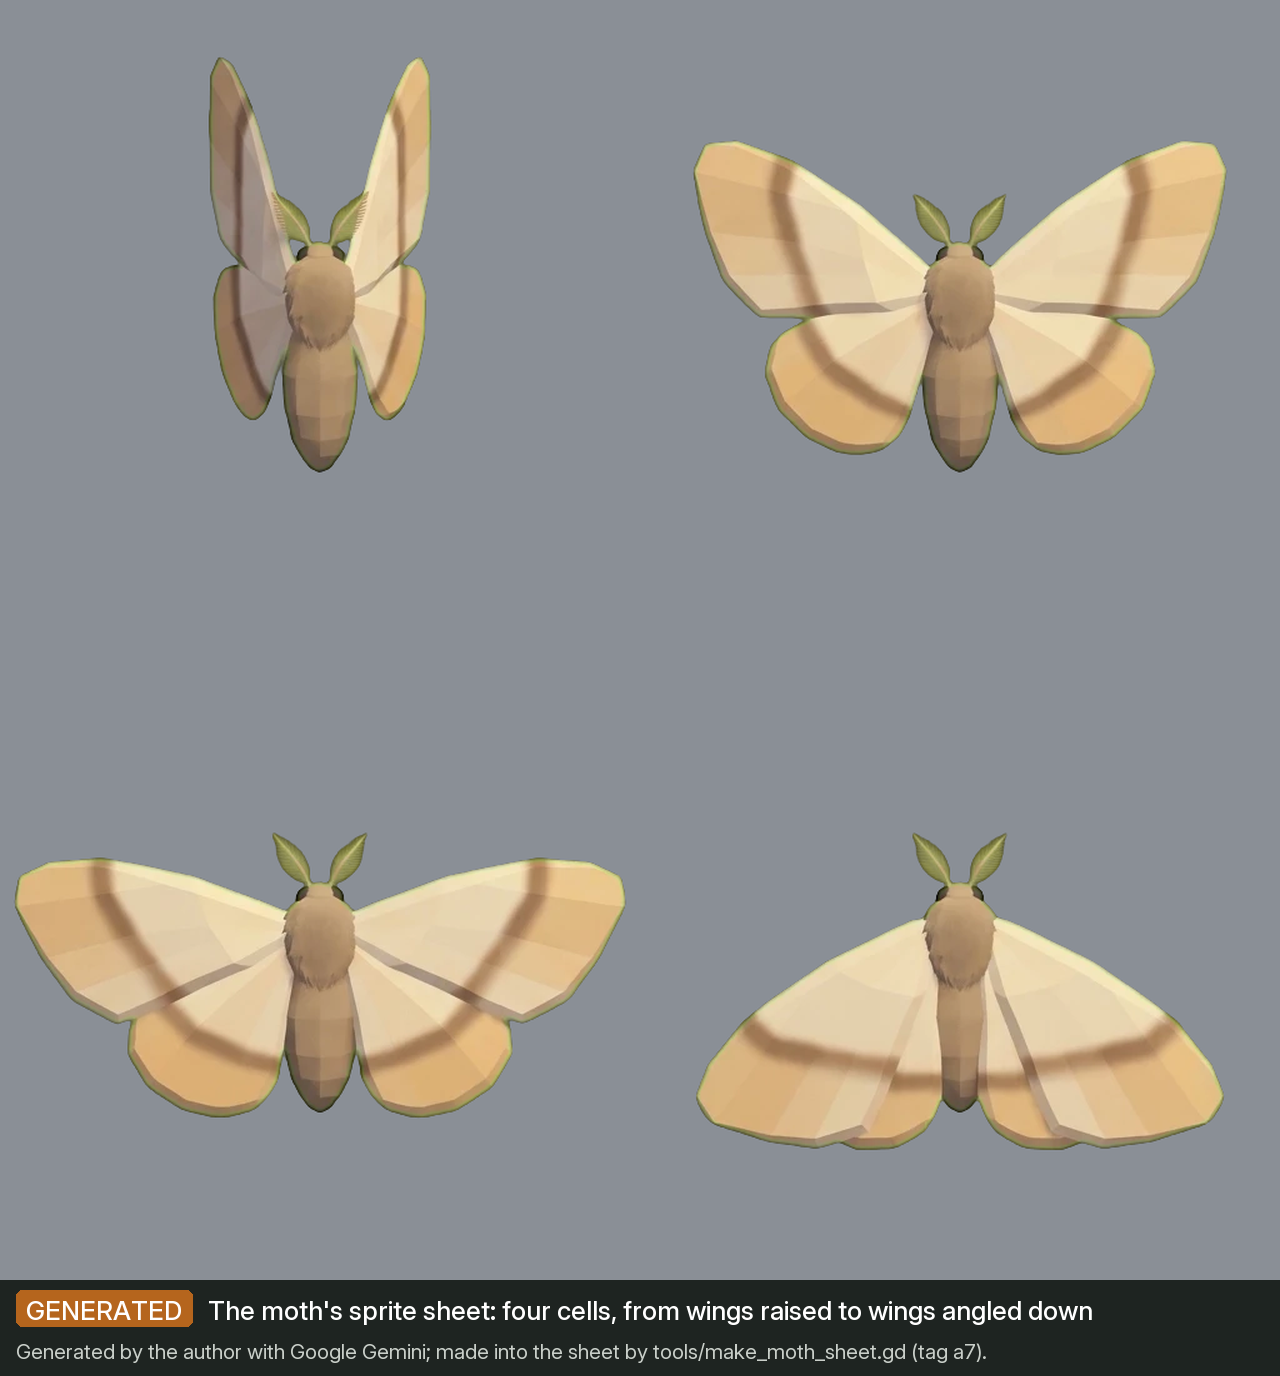 GENERATED The moth's sprite sheet: four cells, from wings raised to wings angled down
Generated by the author with Google Gemini; made into the sheet by tools/make_moth_sheet.gd (tag a7).